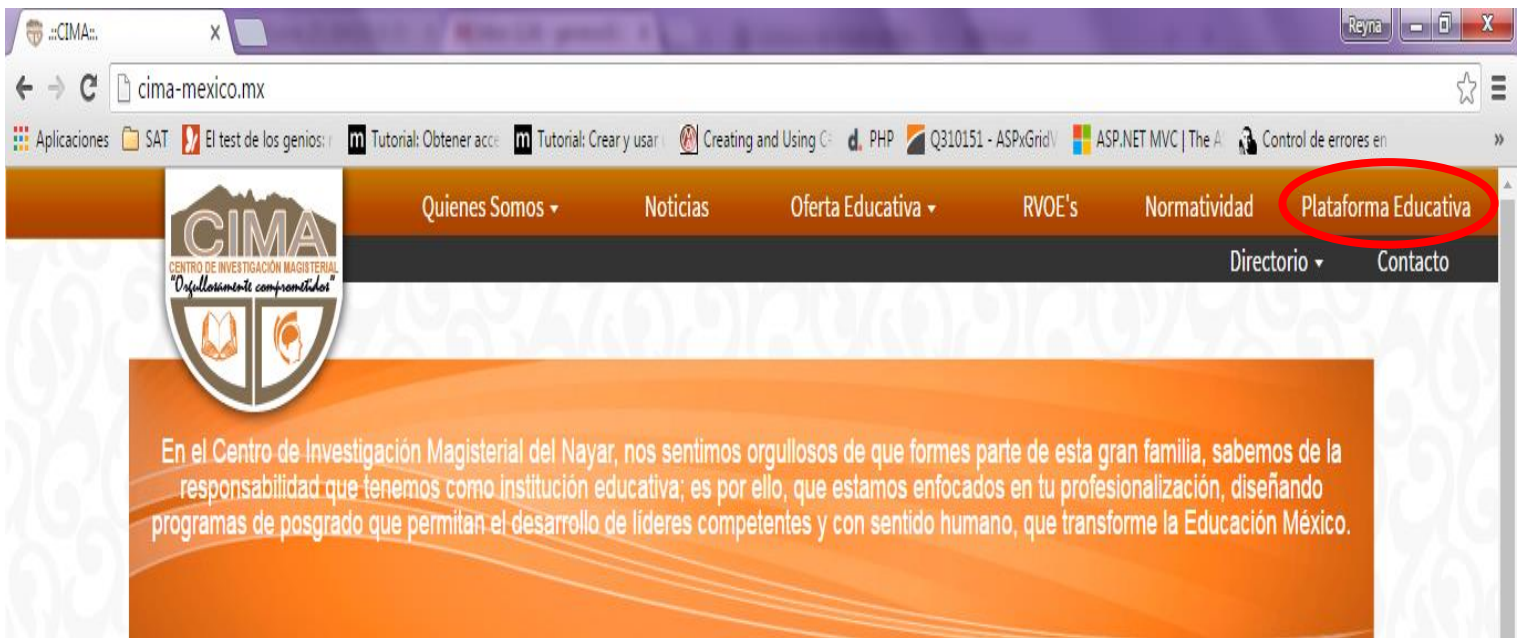 .::CIMA::.
Reyna
cima-mexico.mx
Aplicaciones SAT El test de los genios: Tutorial: Obtener acce Tutorial: Crear y usar Creating and Using C PHP Q310151 - ASPxGridV ASP.NET MVC | The A Control de errores en »
Quienes Somos Noticias Oferta Educativa RVOE's Normatividad Plataforma Educativa
Directorio Contacto
CIMA
CENTRO DE INVESTIGACIÓN MAGISTERIAL
"Orgullosamente comprometidos"
En el Centro de Investigación Magisterial del Nayar, nos sentimos orgullosos de que formes parte de esta gran familia, sabemos de la
responsabilidad que tenemos como institución educativa; es por ello, que estamos enfocados en tu profesionalización, diseñando
programas de posgrado que permitan el desarrollo de líderes competentes y con sentido humano, que transforme la Educación México.